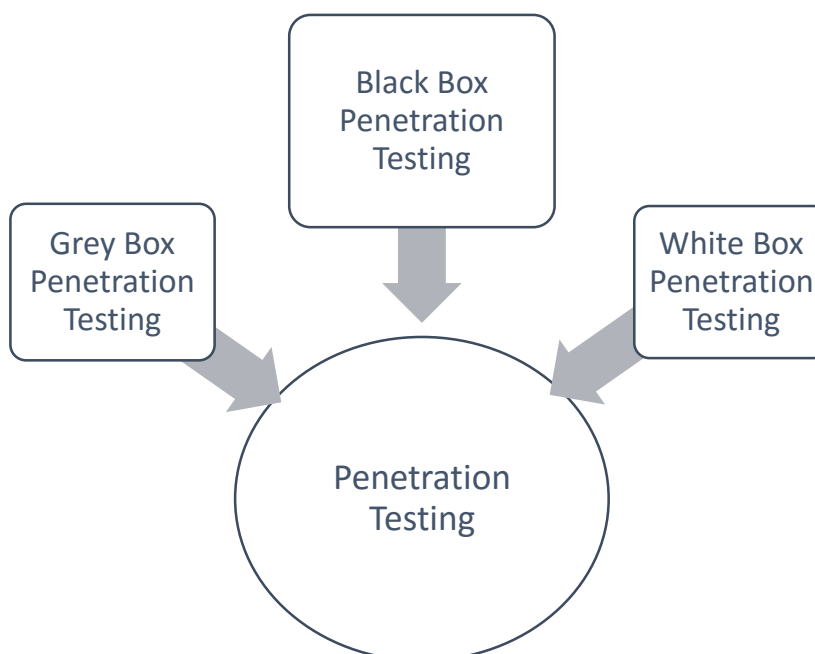 Black Box
Penetration
Testing
Grey Box
Penetration
Testing
White Box
Penetration
Testing
Penetration
Testing